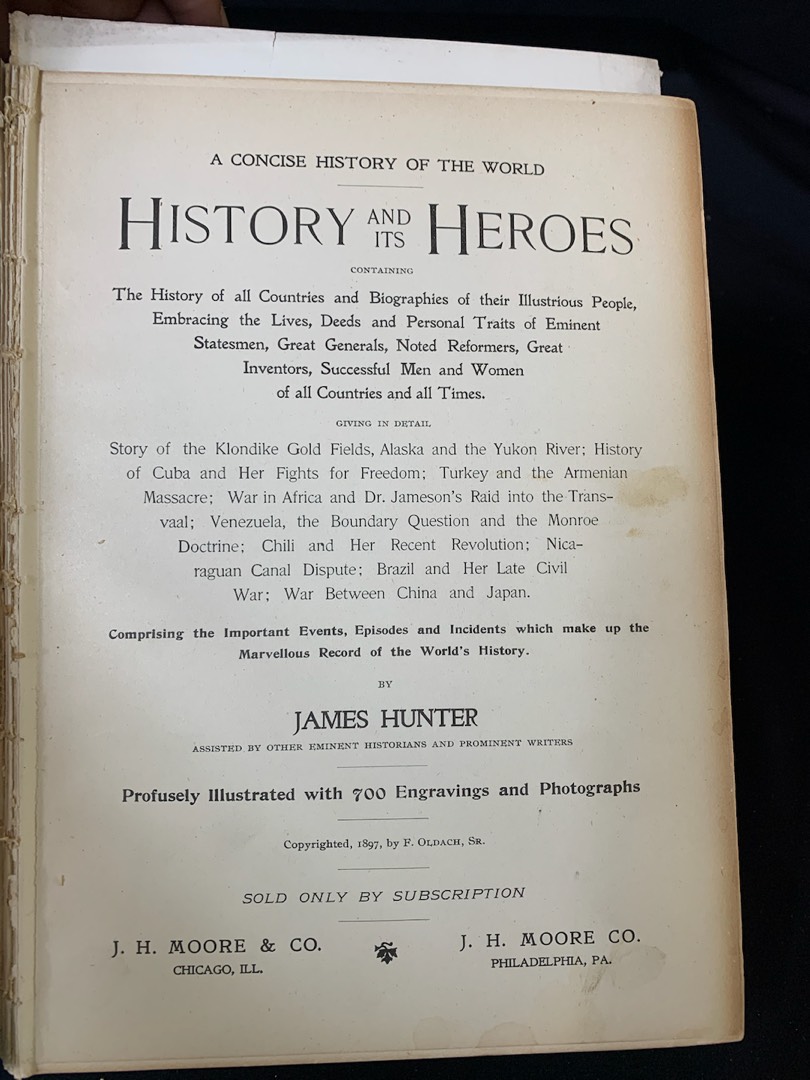 A CONCISE HISTORY OF THE WORLD
HISTORY AND ITS HEROES
CONTAINING
The History of all Countries and Biographies of their Illustrious People,
Embracing the Lives, Deeds and Personal Traits of Eminent
Statesmen, Great Generals, Noted Reformers, Great
Inventors, Successful Men and Women
of all Countries and all Times.
GIVING IN DETAIL
Story of the Klondike Gold Fields, Alaska and the Yukon River; History
of Cuba and Her Fights for Freedom; Turkey and the Armenian
Massacre; War in Africa and Dr. Jameson's Raid into the Trans-
vaal; Venezuela, the Boundary Question and the Monroe
Doctrine; Chili and Her Recent Revolution; Nica-
raguan Canal Dispute; Brazil and Her Late Civil
War; War Between China and Japan.
Comprising the Important Events, Episodes and Incidents which make up the
Marvellous Record of the World's History.
BY
JAMES HUNTER
ASSISTED BY OTHER EMINENT HISTORIANS AND PROMINENT WRITERS
Profusely Illustrated with 700 Engravings and Photographs
Copyrighted, 1897, by F. OLDACH, SR.
SOLD ONLY BY SUBSCRIPTION
J. H. MOORE & CO.
CHICAGO, ILL.
J. H. MOORE CO.
PHILADELPHIA, PA.